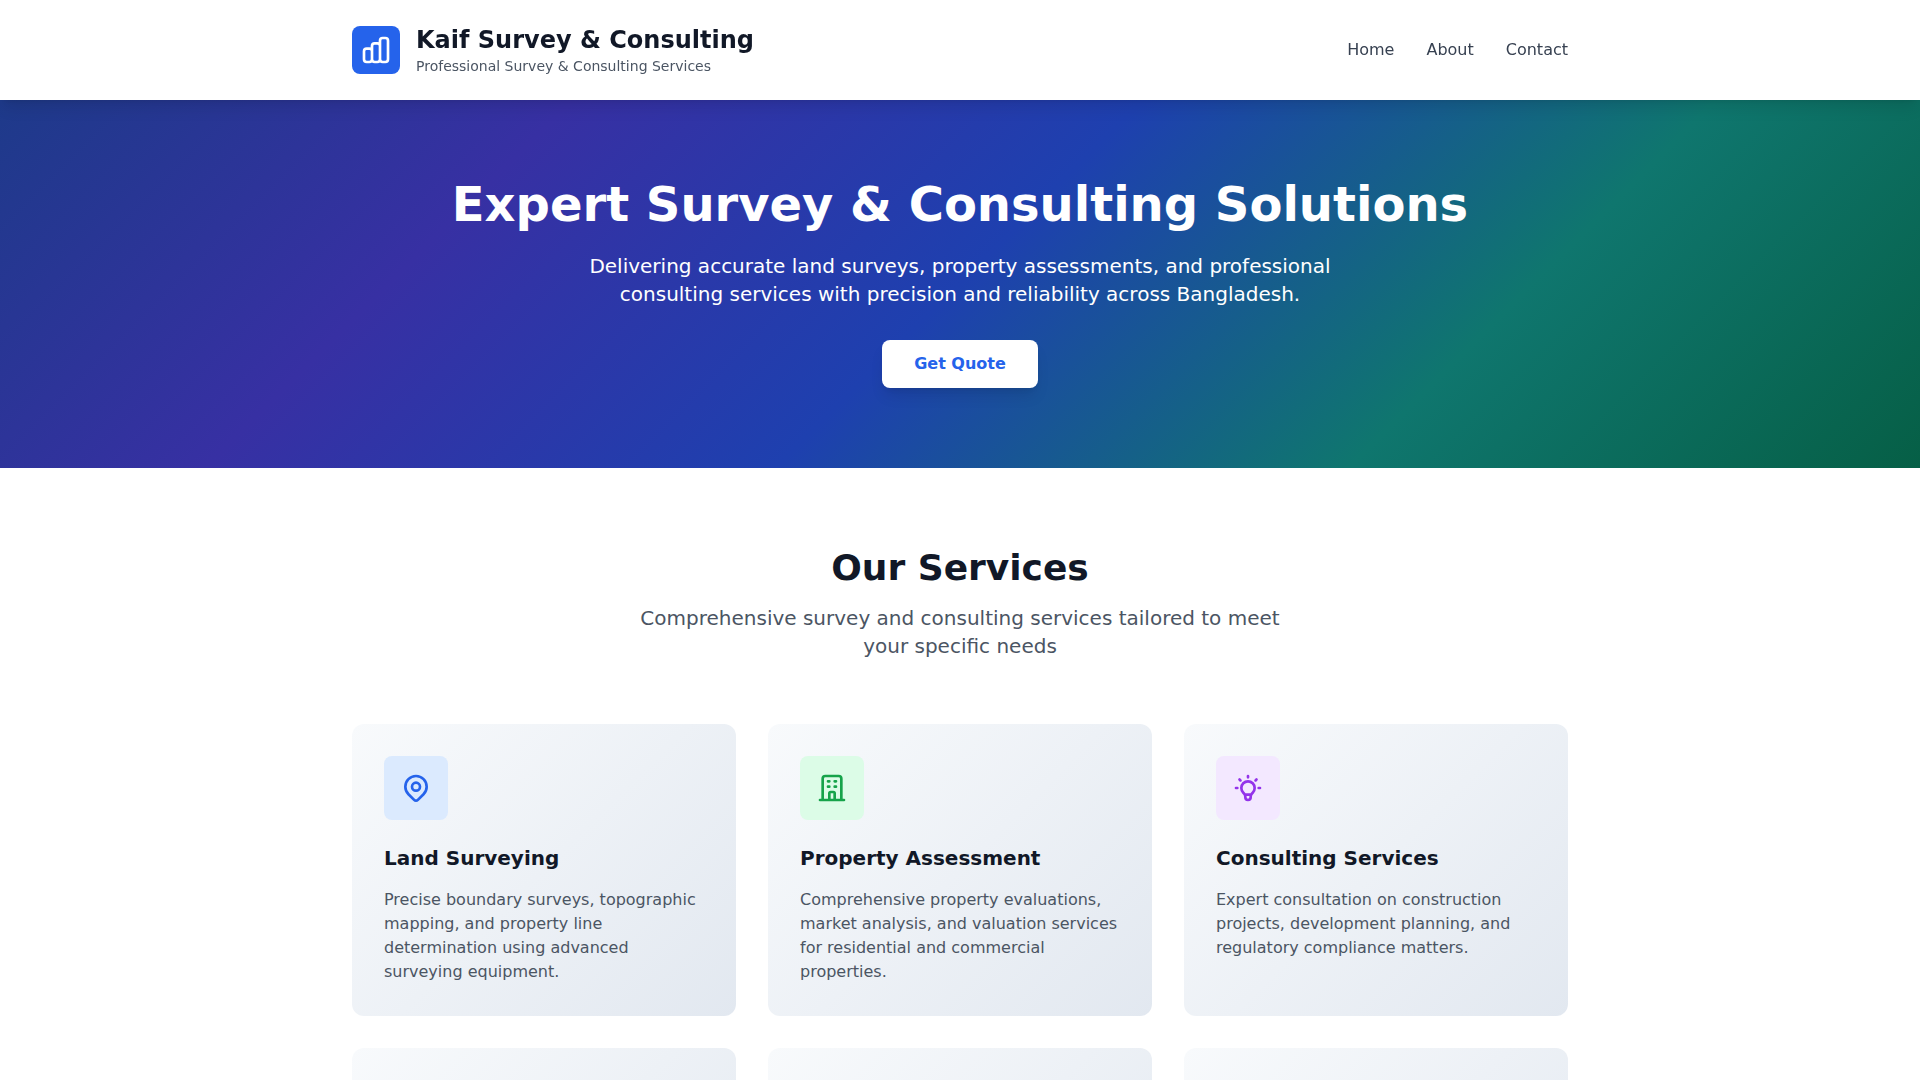 Kaif Survey & Consulting
Professional Survey & Consulting Services
Home About Contact
Expert Survey & Consulting Solutions
Delivering accurate land surveys, property assessments, and professional
consulting services with precision and reliability across Bangladesh.
Get Quote
Our Services
Comprehensive survey and consulting services tailored to meet
your specific needs
Land Surveying
Precise boundary surveys, topographic
mapping, and property line
determination using advanced
surveying equipment.
Property Assessment
Comprehensive property evaluations,
market analysis, and valuation services
for residential and commercial
properties.
Consulting Services
Expert consultation on construction
projects, development planning, and
regulatory compliance matters.